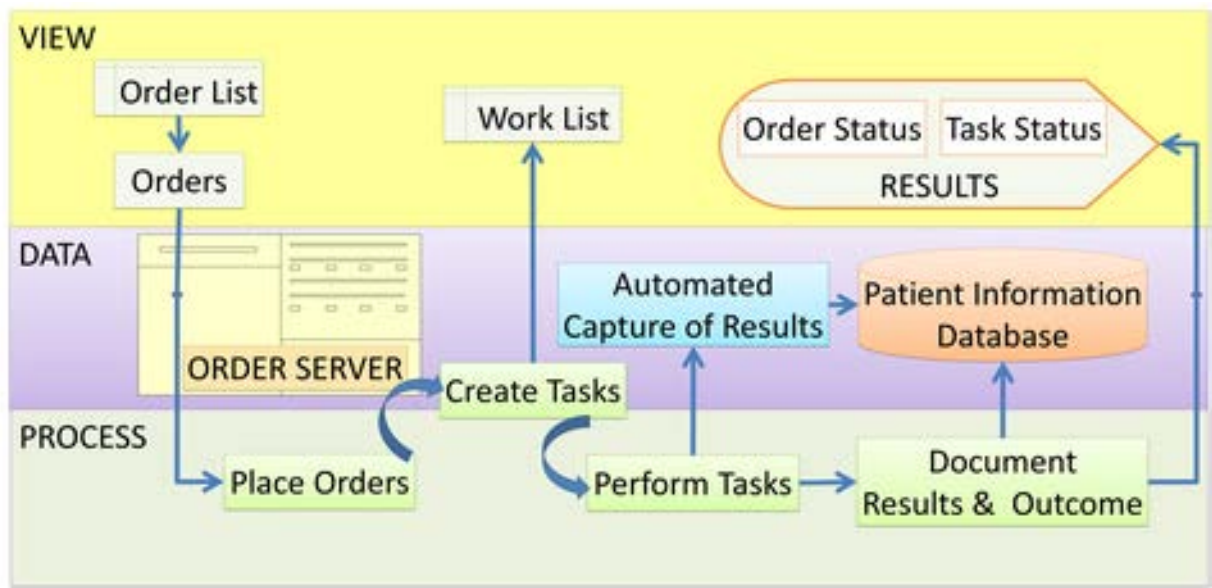 VIEW
Order List
Orders
Work List
Order Status
Task Status
RESULTS
DATA
ORDER SERVER
Create Tasks
Automated
Capture of Results
Patient Information
Database
PROCESS
Place Orders
Perform Tasks
Document
Results & Outcome